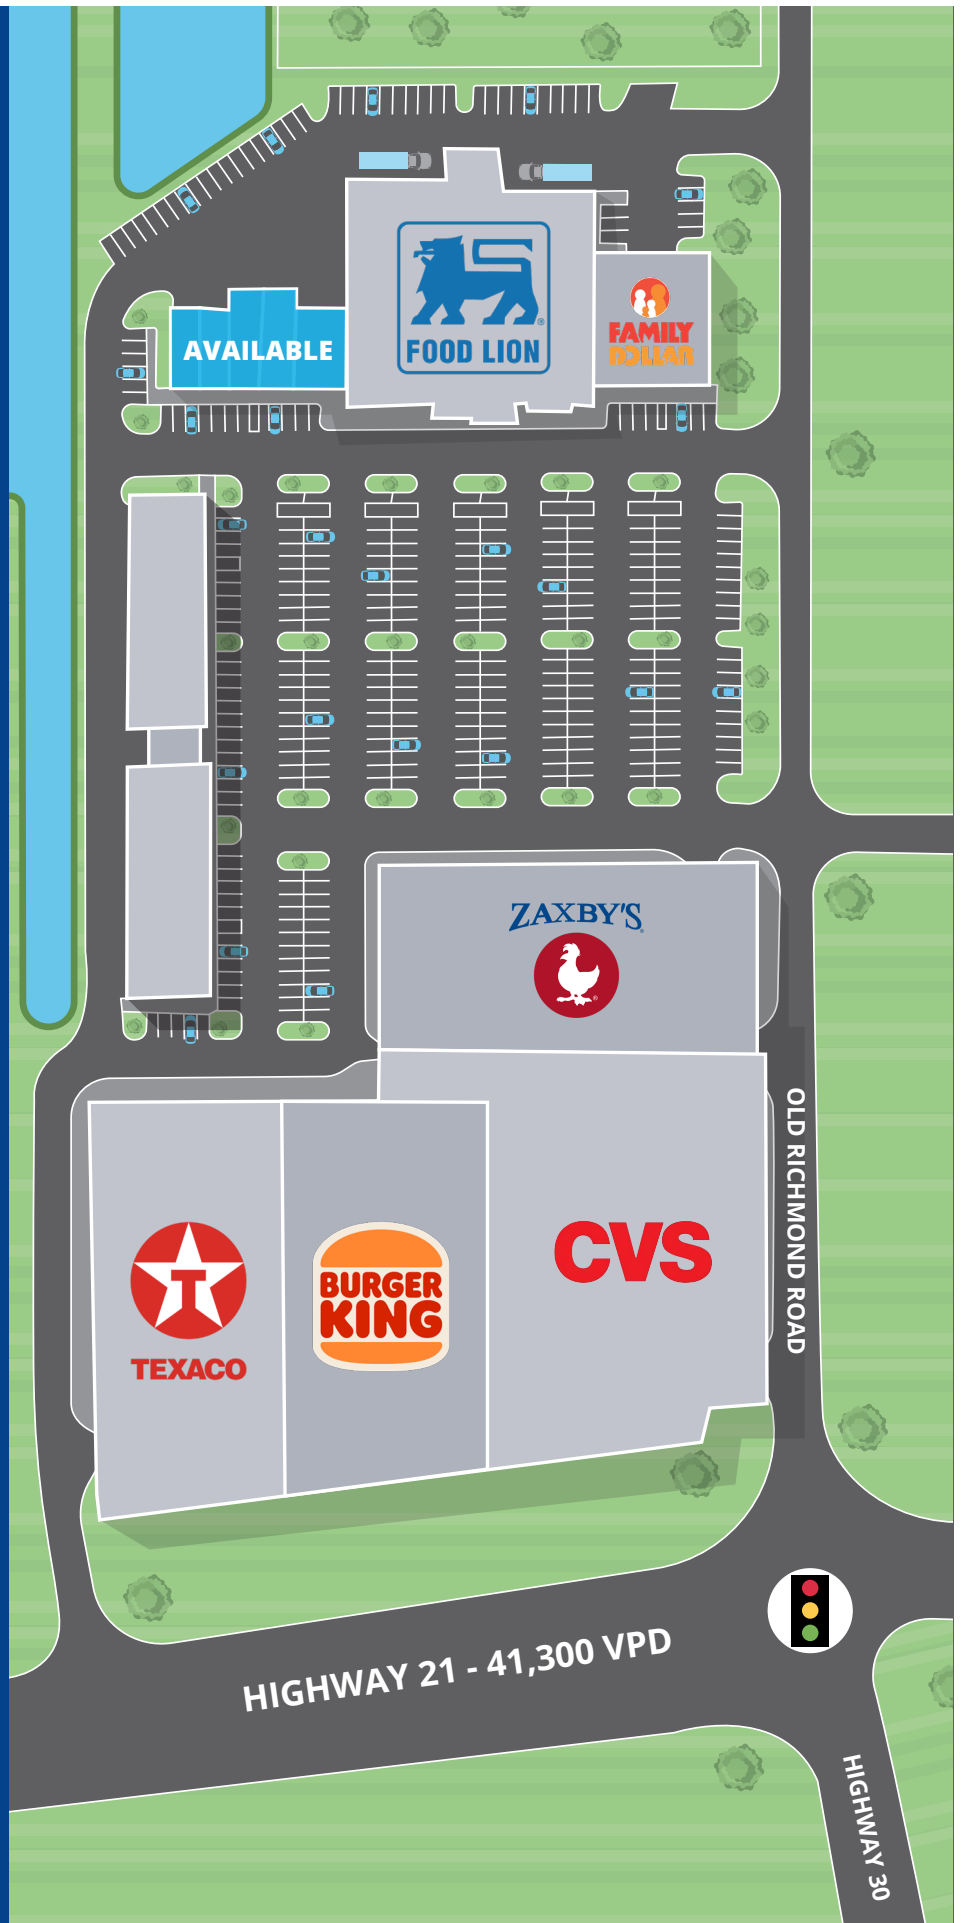 AVAILABLE
FOOD LION
FAMILY
DOLLAR
ZAXBY'S
TEXACO
BURGER
KING
CVS
OLD RICHMOND ROAD
HIGHWAY 21 - 41,300 VPD
HIGHWAY 30